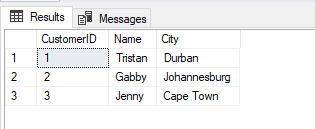 Results Messages
CustomerID Name City
1 1 Tristan Durban
2 2 Gabby Johannesburg
3 3 Jenny Cape Town